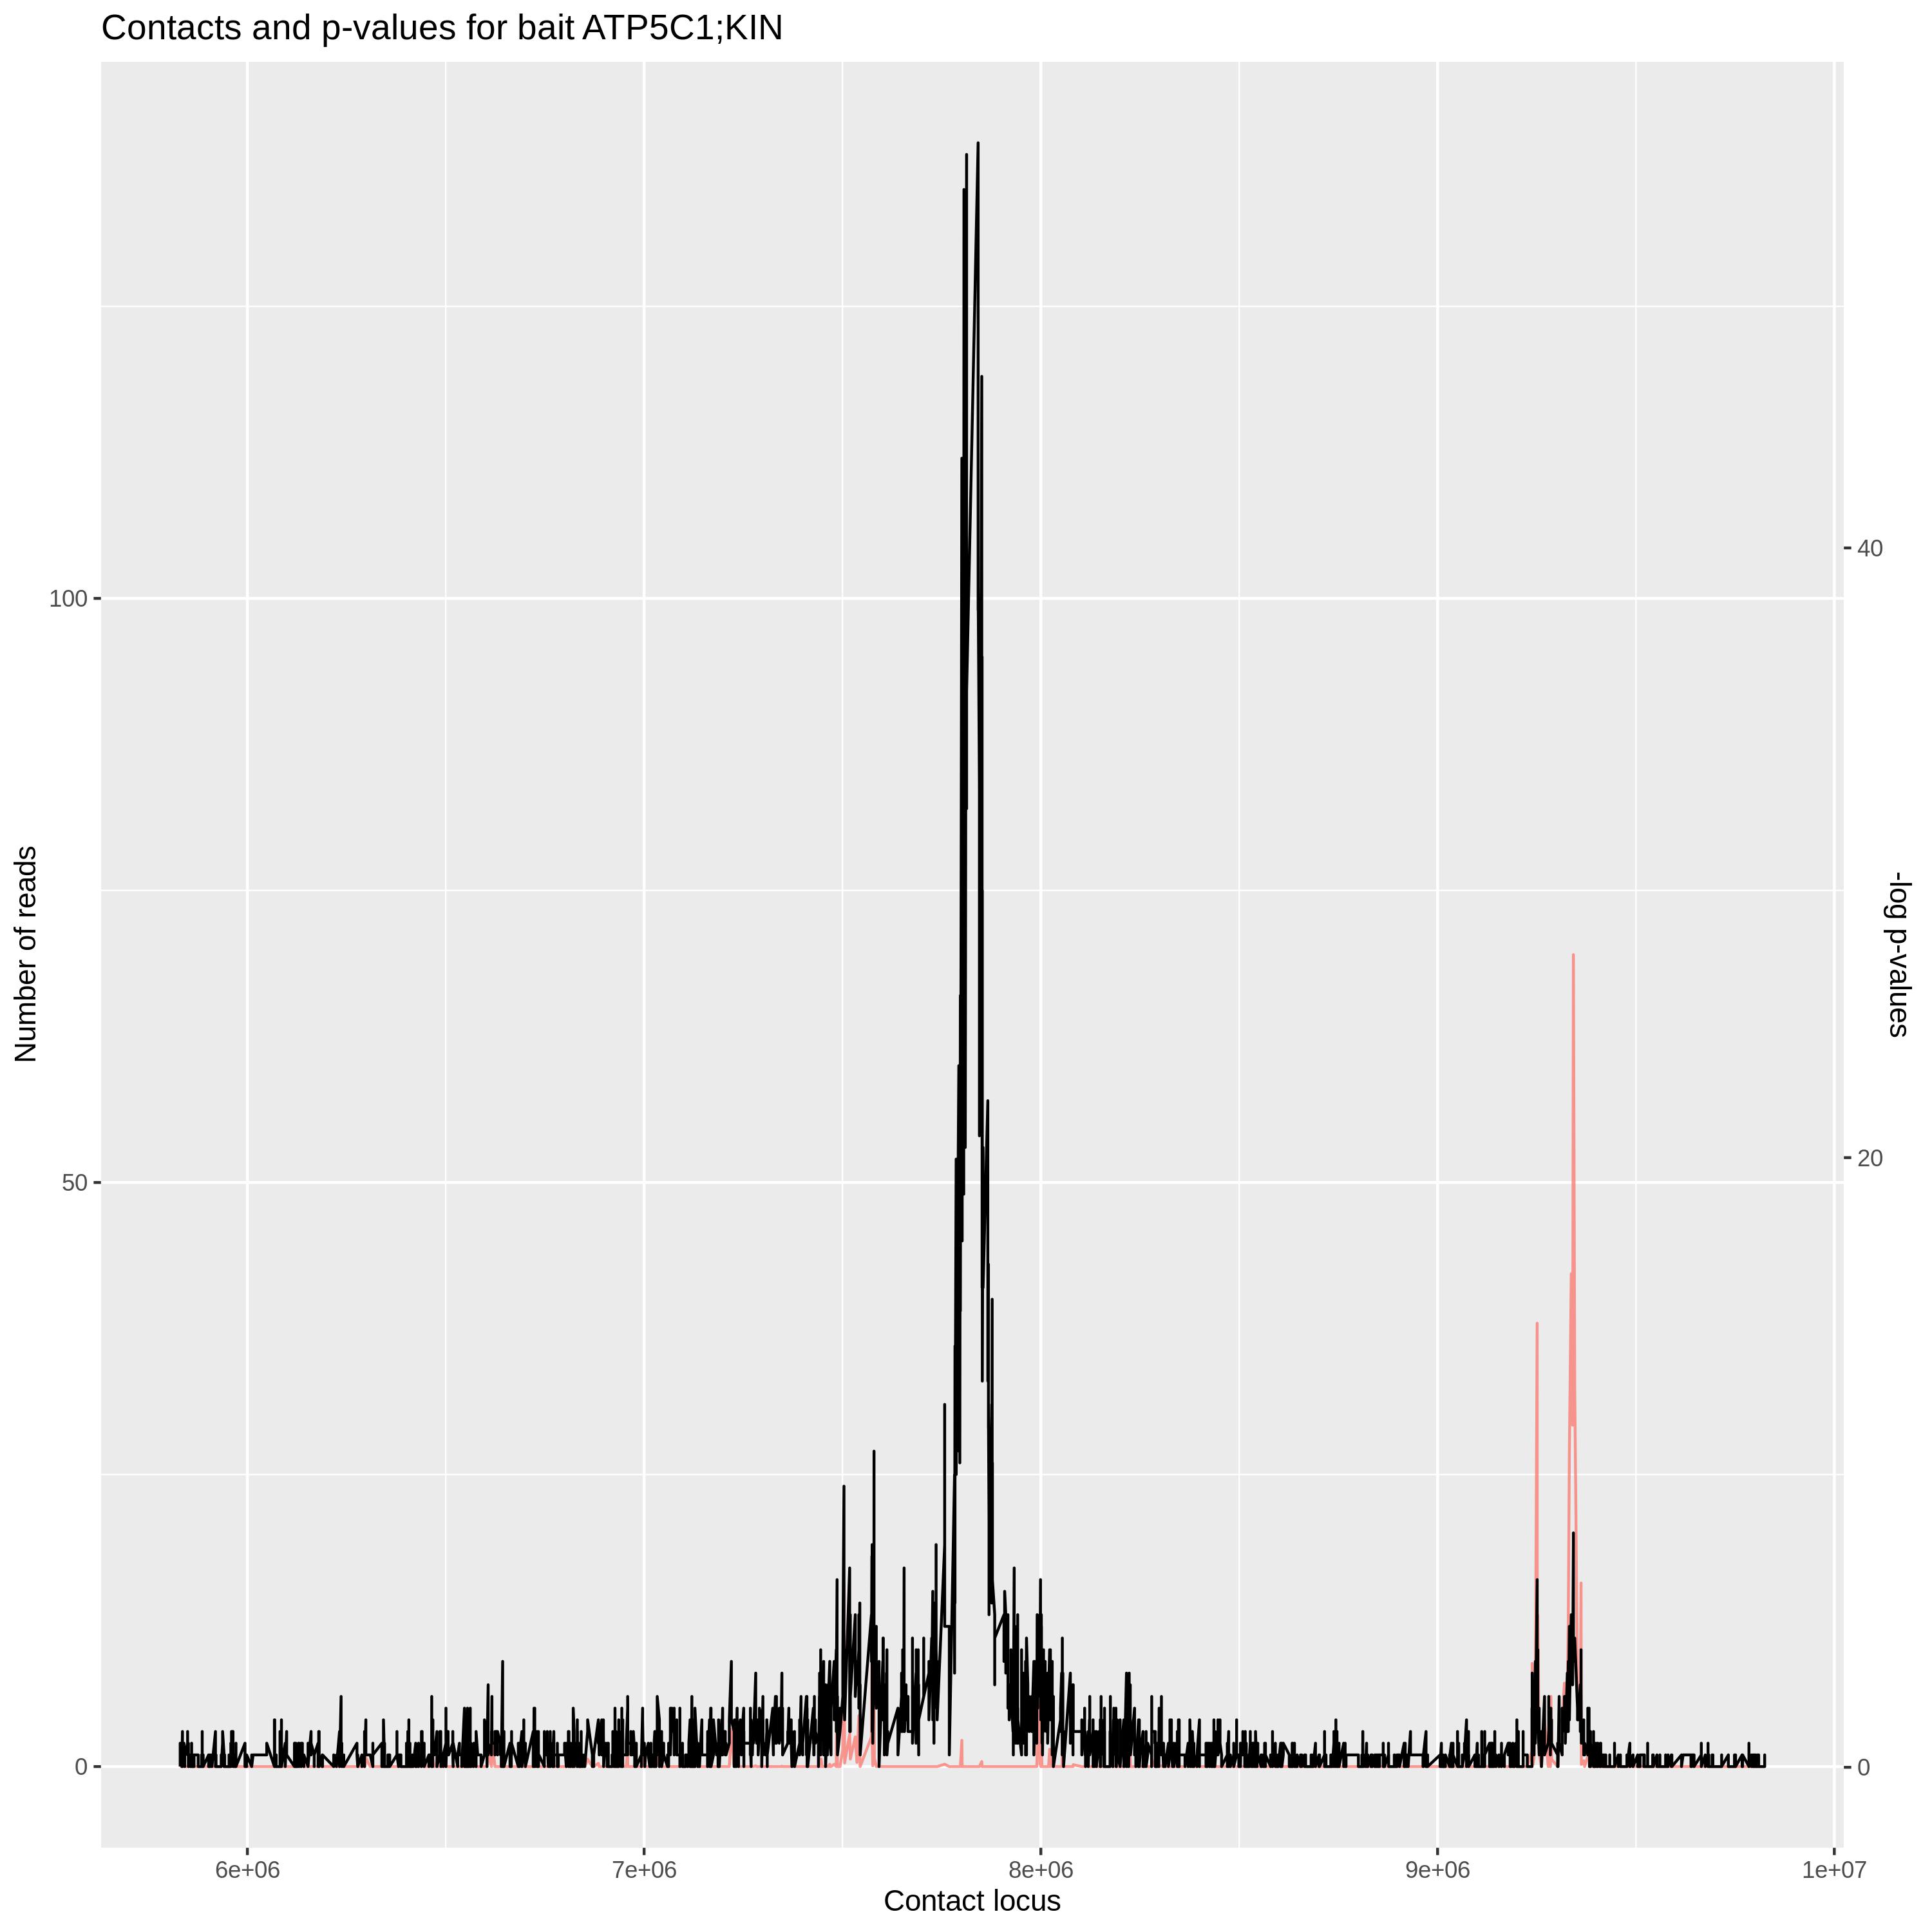 Contacts and p-values for bait ATP5C1;KIN
Number of reads
100
50
0
40
20
0
-log p-values
6e+06
7e+06
8e+06
9e+06
1e+07
Contact locus